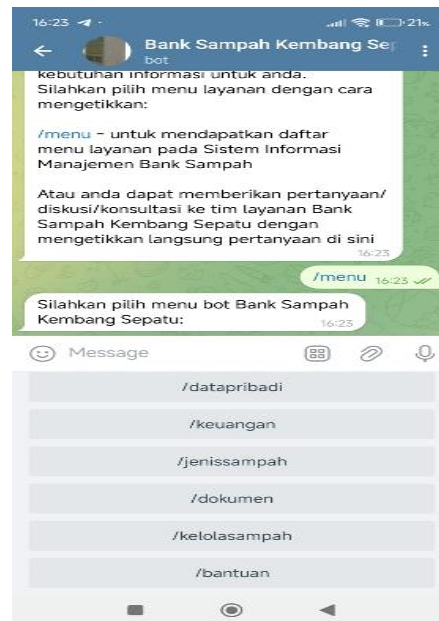 16:23
21%
Bank Sampah Kembang Sep
bot
kebutuhan informasi untuk anda.
Silahkan pilih menu layanan dengan cara
mengetikkan:
/menu - untuk mendapatkan daftar
menu layanan pada Sistem Informasi
Manajemen Bank Sampah
Atau anda dapat memberikan pertanyaan/
diskusi/konsultasi ke tim layanan Bank
Sampah Kembang Sepatu dengan
mengetikkan langsung pertanyaan di sini
16:23
/menu 16:23
Silahkan pilih menu bot Bank Sampah
Kembang Sepatu:
16:23
Message
/datapribadi
/keuangan
/jenissampah
/dokumen
/kelolasampah
/bantuan